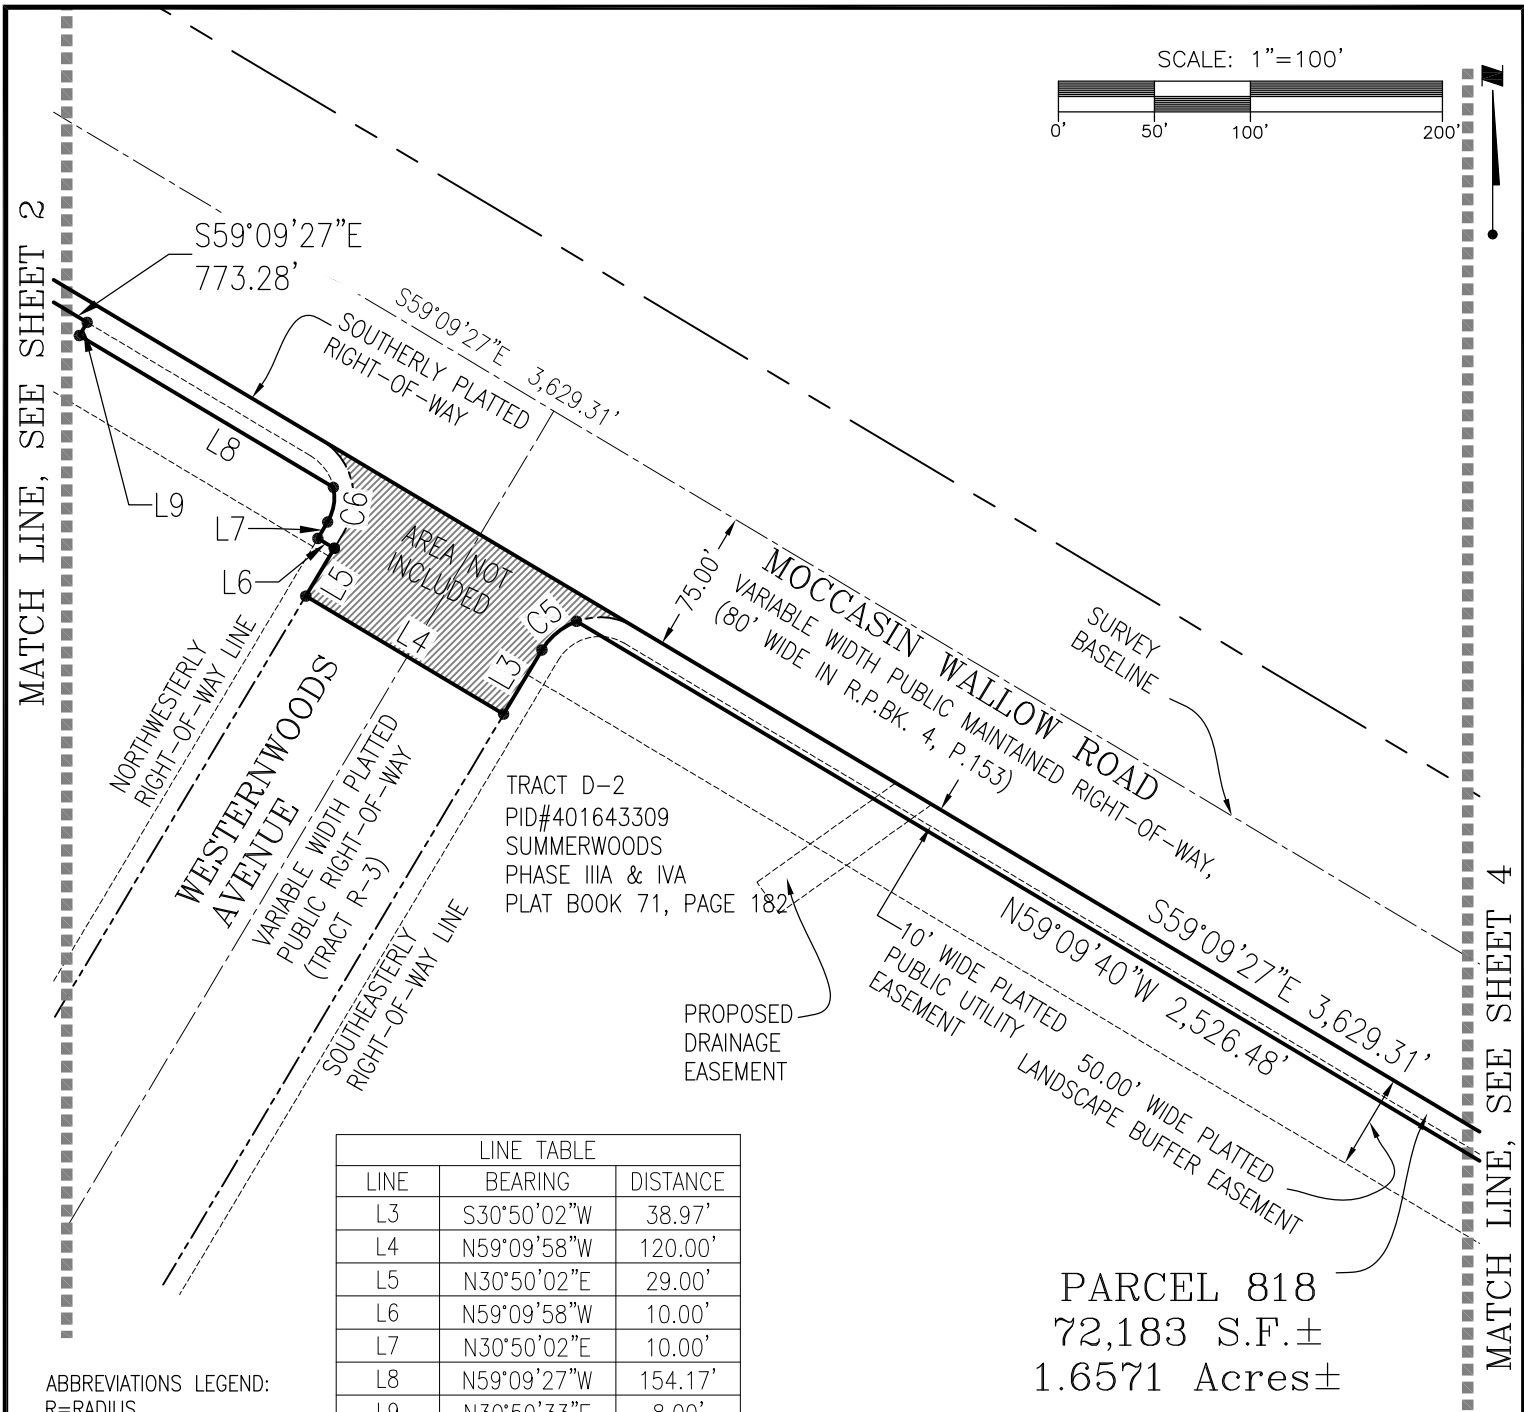 SCALE: 1"=100'
0' 50' 100' 200'
N
MATCH LINE, SEE SHEET 2
S59°09'27"E
773.28'
S59°09'27"E 3,629.31'
SOUTHERLY PLATTED
RIGHT-OF-WAY
L8
L9
L7
L6
C6
L5
AREA NOT
INCLUDED
L4
L3
C5
75.00'
MOCCASIN WALLOW ROAD
VARIABLE WIDTH PUBLIC MAINTAINED RIGHT-OF-WAY,
(80' WIDE IN R.P.BK. 4, P.153)
SURVEY
BASELINE
NORTHWESTERLY
RIGHT-OF-WAY LINE
WESTERNWOODS
AVENUE
VARIABLE WIDTH PLATTED
PUBLIC RIGHT-OF-WAY
(TRACT R-3)
SOUTHEASTERLY
RIGHT-OF-WAY LINE
TRACT D-2
PID#401643309
SUMMERWOODS
PHASE IIIA & IVA
PLAT BOOK 71, PAGE 182
PROPOSED
DRAINAGE
EASEMENT
10' WIDE PLATTED
PUBLIC UTILITY
EASEMENT
S59°09'27"E 3,629.31'
N59°09'40"W 2,526.48'
50.00' WIDE PLATTED
LANDSCAPE BUFFER EASEMENT
MATCH LINE, SEE SHEET 4
PARCEL 818
72,183 S.F.±
1.6571 Acres±
LINE TABLE
LINE BEARING DISTANCE
L3 S30°50'02"W 38.97'
L4 N59°09'58"W 120.00'
L5 N30°50'02"E 29.00'
L6 N59°09'58"W 10.00'
L7 N30°50'02"E 10.00'
L8 N59°09'27"W 154.17'
L9 N30°50'33"E 8.00'
ABBREVIATIONS LEGEND:
R=RADIUS